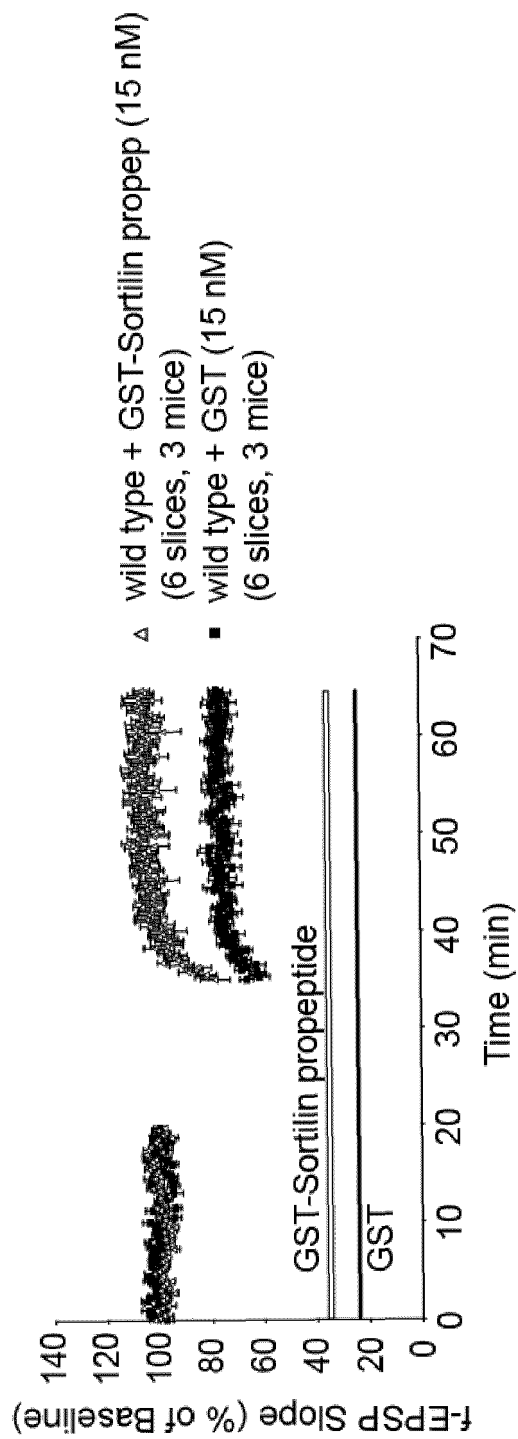 f-EPSP Slope (% of Baseline)
140
120
100
80
60
40
20
0
GST-Sortilin propeptide
GST
0 10 20 30 40 50 60 70
Time (min)
wild type + GST-Sortilin propep (15 nM)
(6 slices, 3 mice)
wild type + GST (15 nM)
(6 slices, 3 mice)